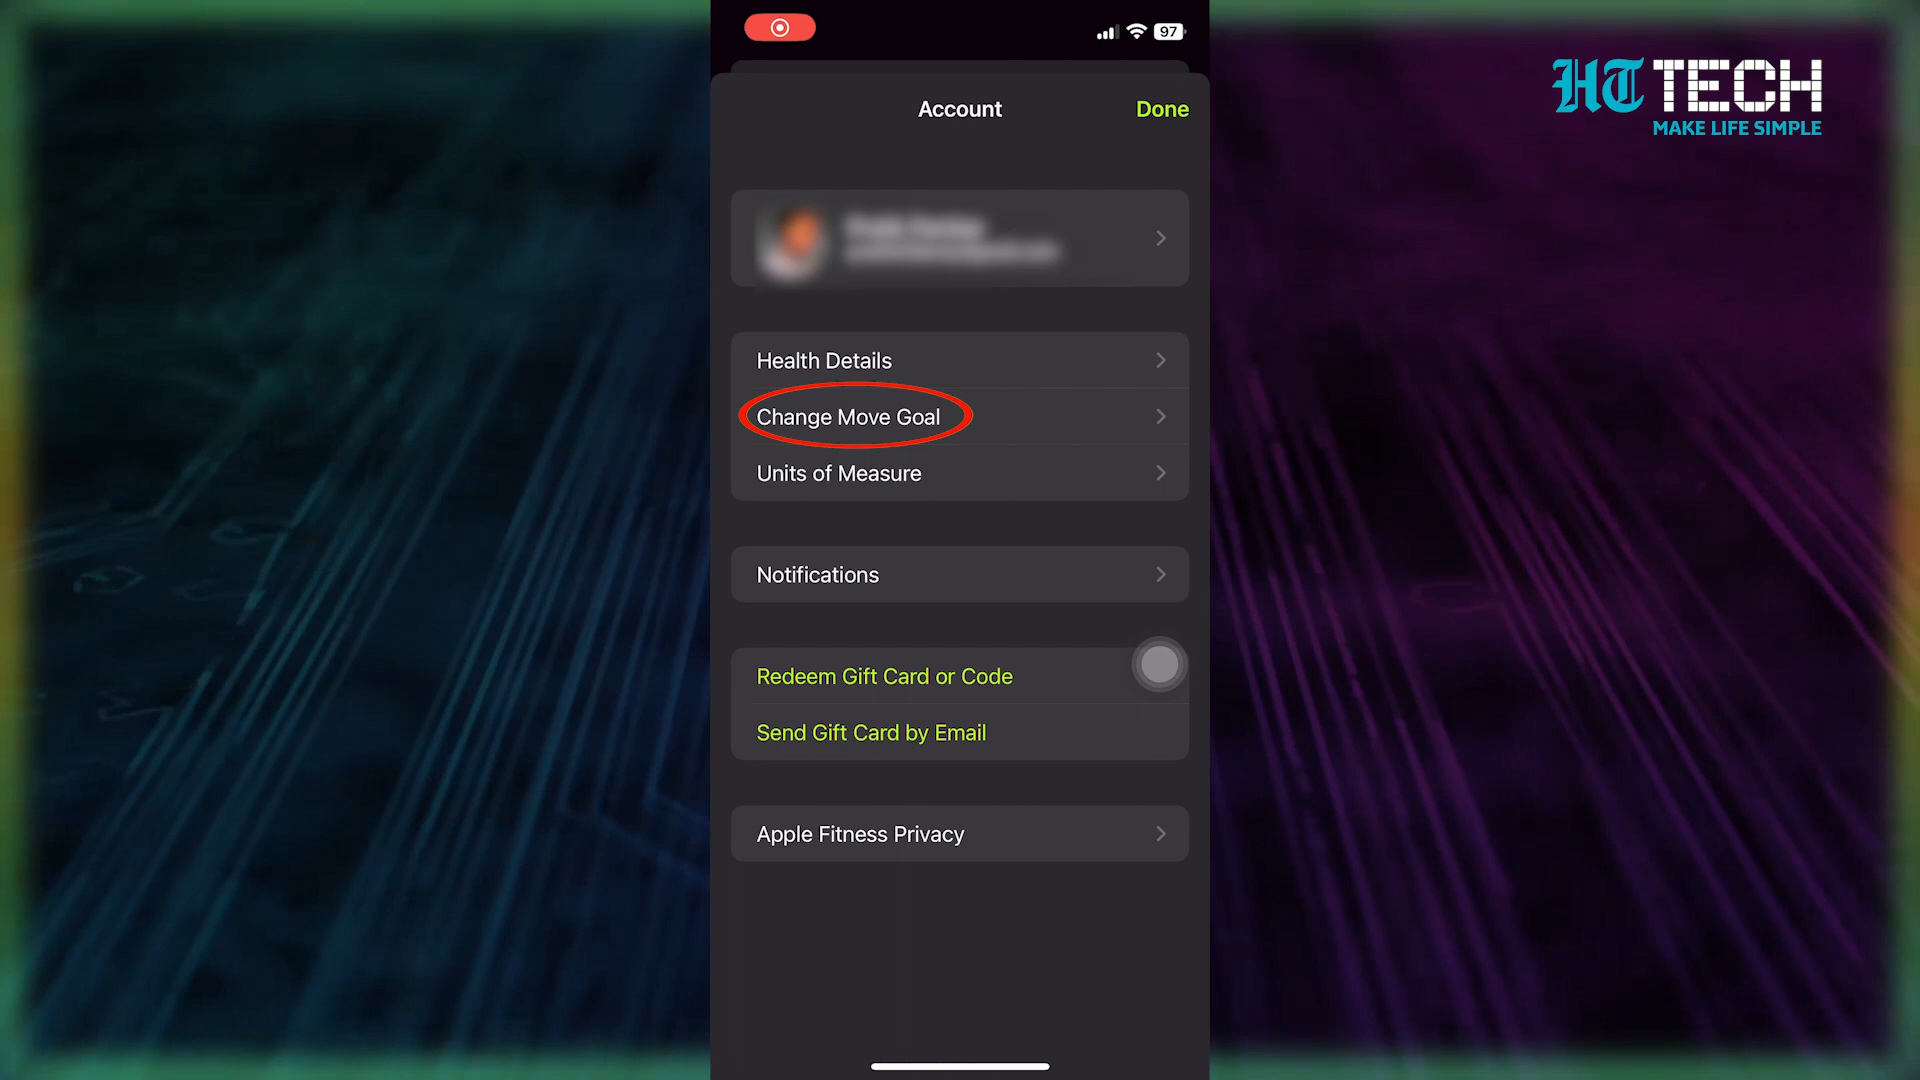 97
HT TECH
MAKE LIFE SIMPLE
Account
Done
Health Details
Change Move Goal
Units of Measure
Notifications
Redeem Gift Card or Code
Send Gift Card by Email
Apple Fitness Privacy